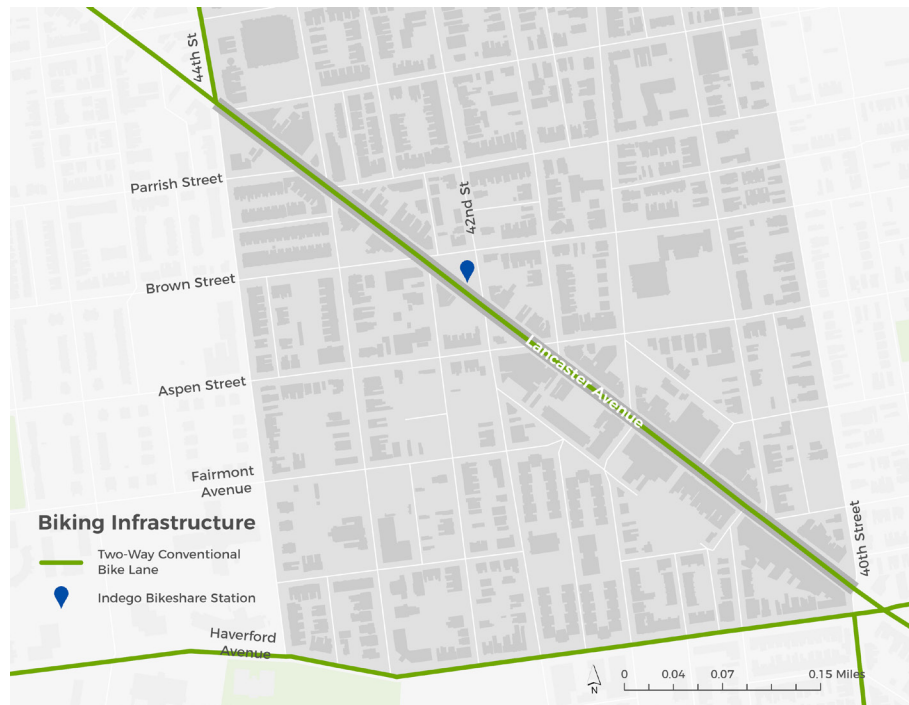 44th St
Parrish Street
42nd St
Brown Street
Lancaster Avenue
Aspen Street
Fairmont
Avenue
Biking Infrastructure
Two-Way Conventional
Bike Lane
Indego Bikeshare Station
40th Street
Haverford
Avenue
N
0 0.04 0.07 0.15 Miles